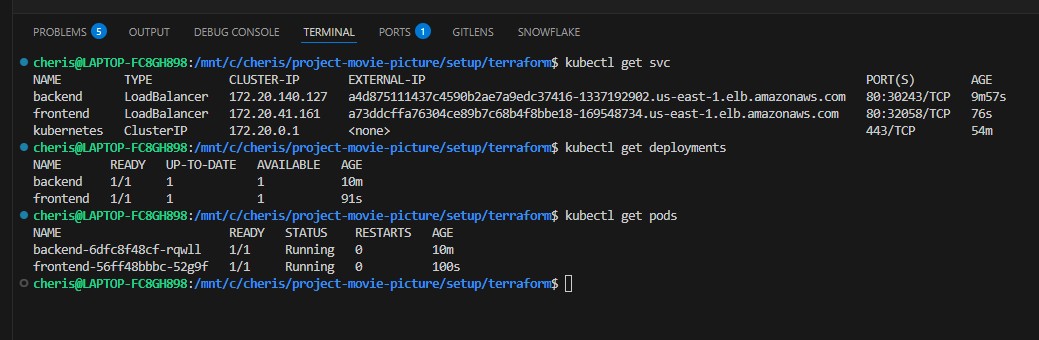 PROBLEMS 5 OUTPUT DEBUG CONSOLE TERMINAL PORTS 1 GITLENS SNOWFLAKE
cheris@LAPTOP-FC8GH898:/mnt/c/cheris/project-movie-picture/setup/terraform$ kubectl get svc
NAME TYPE CLUSTER-IP EXTERNAL-IP PORT(S) AGE
backend LoadBalancer 172.20.140.127 a4d875111437c4590b2ae7a9edc37416-1337192902.us-east-1.elb.amazonaws.com 80:30243/TCP 9m57s
frontend LoadBalancer 172.20.41.161 a73ddcffa76304ce89b7c68b4f8bbe18-169548734.us-east-1.elb.amazonaws.com 80:32058/TCP 76s
kubernetes ClusterIP 172.20.0.1 <none> 443/TCP 54m
cheris@LAPTOP-FC8GH898:/mnt/c/cheris/project-movie-picture/setup/terraform$ kubectl get deployments
NAME READY UP-TO-DATE AVAILABLE AGE
backend 1/1 1 1 10m
frontend 1/1 1 1 91s
cheris@LAPTOP-FC8GH898:/mnt/c/cheris/project-movie-picture/setup/terraform$ kubectl get pods
NAME READY STATUS RESTARTS AGE
backend-6dfc8f48cf-rqwll 1/1 Running 0 10m
frontend-56ff48bbbc-52g9f 1/1 Running 0 100s
cheris@LAPTOP-FC8GH898:/mnt/c/cheris/project-movie-picture/setup/terraform$